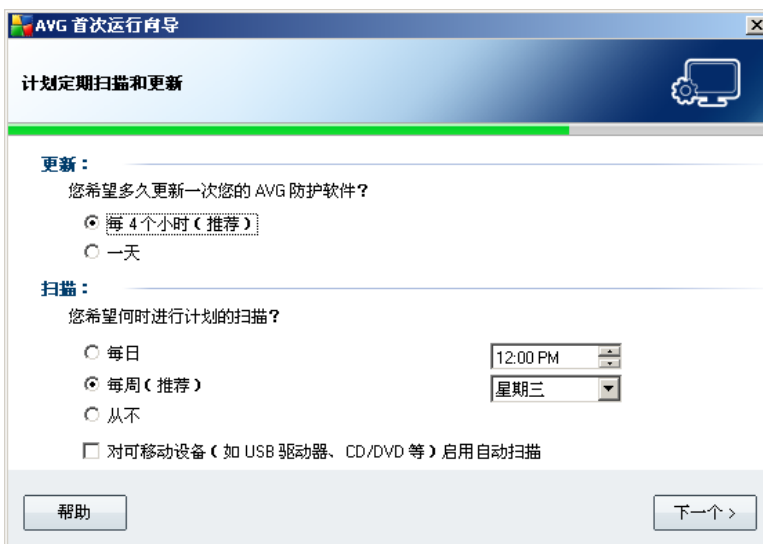 AVG 首次运行向导
计划定期扫描和更新
更新：
您希望多久更新一次您的 AVG 防护软件？
每 4 个小时（推荐）
一天
扫描：
您希望何时进行计划的扫描？
每日
12:00 PM
每周（推荐）
星期三
从不
对可移动设备（如 USB 驱动器、CD/DVD 等）启用自动扫描
帮助
下一个 >